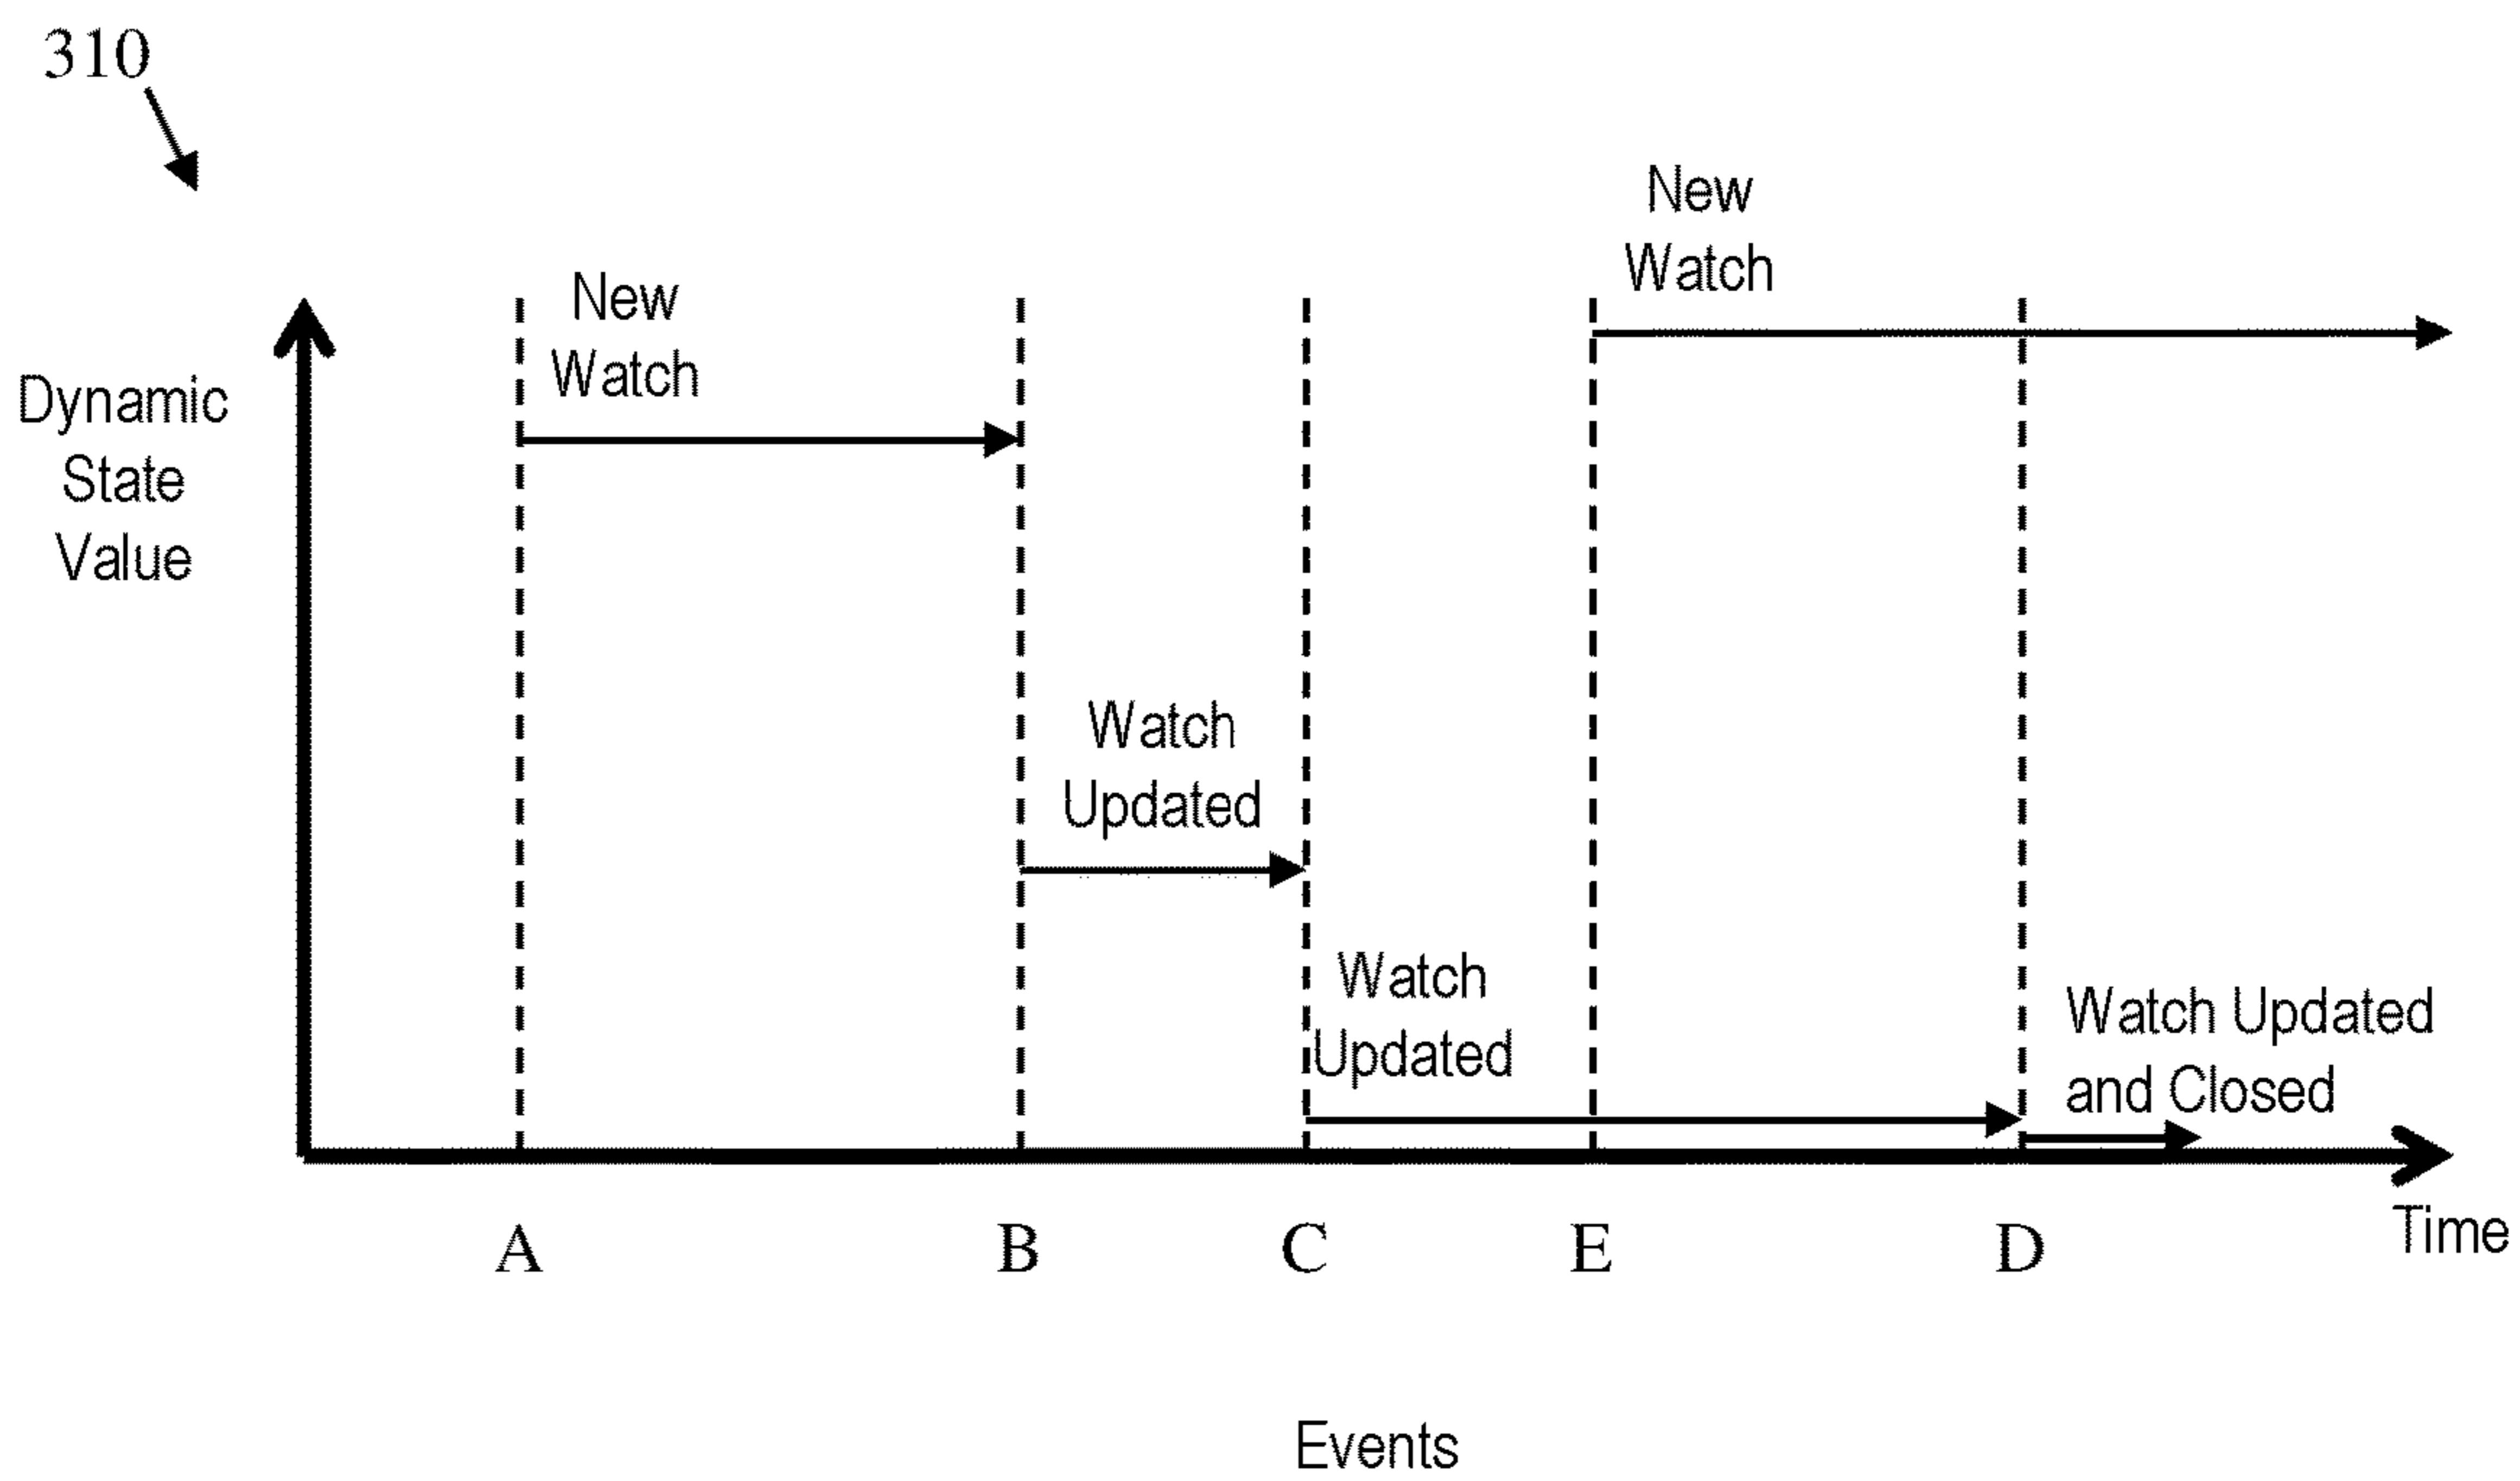 310
New
Watch
New
Watch
Dynamic
State
Value
Watch
Updated
Watch
Updated
Watch Updated
and Closed
A
B
C
E
D
Time
Events